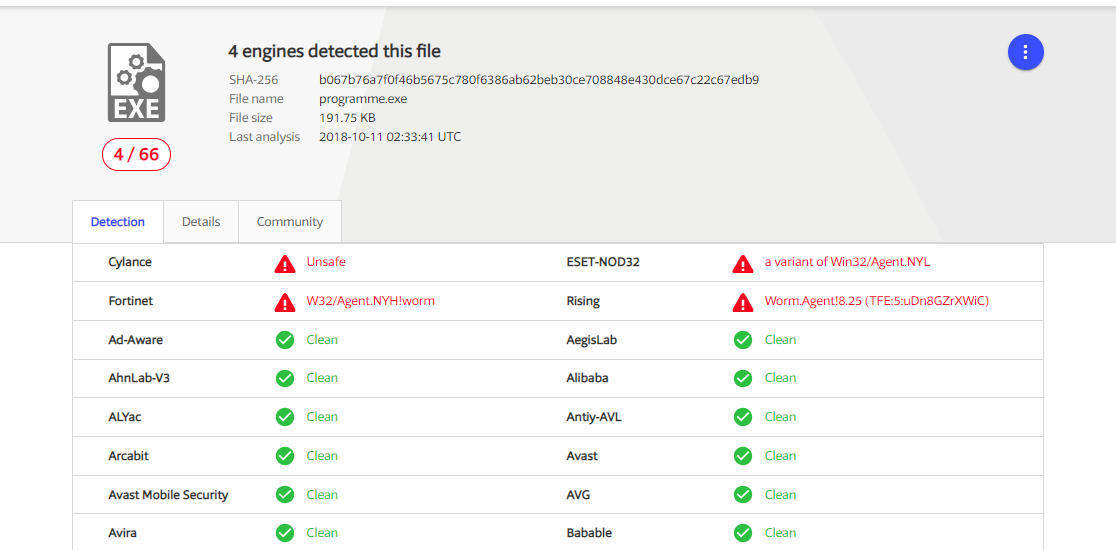 4 engines detected this file
SHA-256 b067b76a7f0f46b5675c780f6386ab62beb30ce708848e430dce67c22c67edb9
File name programme.exe
File size 191.75 KB
Last analysis 2018-10-11 02:33:41 UTC
EXE
4 / 66
Detection Details Community
Cylance Unsafe ESET-NOD32 a variant of Win32/Agent.NYL
Fortinet W32/Agent.NYH!worm Rising Worm.Agent!8.25 (TFE:5:uDn8GZrXWiC)
Ad-Aware Clean AegisLab Clean
AhnLab-V3 Clean Alibaba Clean
ALYac Clean Antiy-AVL Clean
Arcabit Clean Avast Clean
Avast Mobile Security Clean AVG Clean
Avira Clean Babable Clean